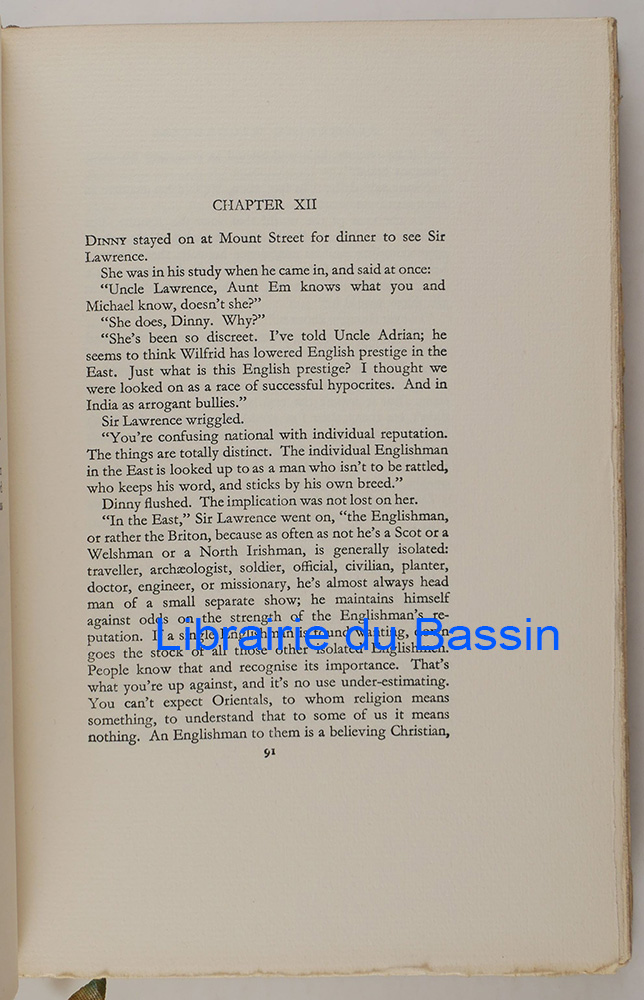 CHAPTER XII
DINNY stayed on at Mount Street for dinner to see Sir
Lawrence.
She was in his study when he came in, and said at once:
“Uncle Lawrence, Aunt Em knows what you and
Michael know, doesn’t she?”
“She does, Dinny. Why?”
“She’s been so discreet. I’ve told Uncle Adrian; he
seems to think Wilfrid has lowered English prestige in the
East. Just what is this English prestige? I thought we
were looked on as a race of successful hypocrites. And in
India as arrogant bullies.”
Sir Lawrence wriggled.
“You’re confusing national with individual reputation.
The things are totally distinct. The individual Englishman
in the East is looked up to as a man who isn’t to be rattled,
who keeps his word, and sticks by his own breed.”
Dinny flushed. The implication was not lost on her.
“In the East,” Sir Lawrence went on, “the Englishman,
or rather the Briton, because as often as not he’s a Scot or a
Welshman or a North Irishman, is generally isolated:
traveller, archæologist, soldier, official, civilian, planter,
doctor, engineer, or missionary, he’s almost always head
man of a small separate show; he maintains himself
against odds on the strength of the Englishman’s re-
putation. If a single Englishman is found wanting, down
Librairie du Bassin
goes the stock of all those other isolated Englishmen.
People know that and recognise its importance. That’s
what you’re up against, and it’s no use under-estimating.
You can’t expect Orientals, to whom religion means
something, to understand that to some of us it means
nothing. An Englishman to them is a believing Christian,
91